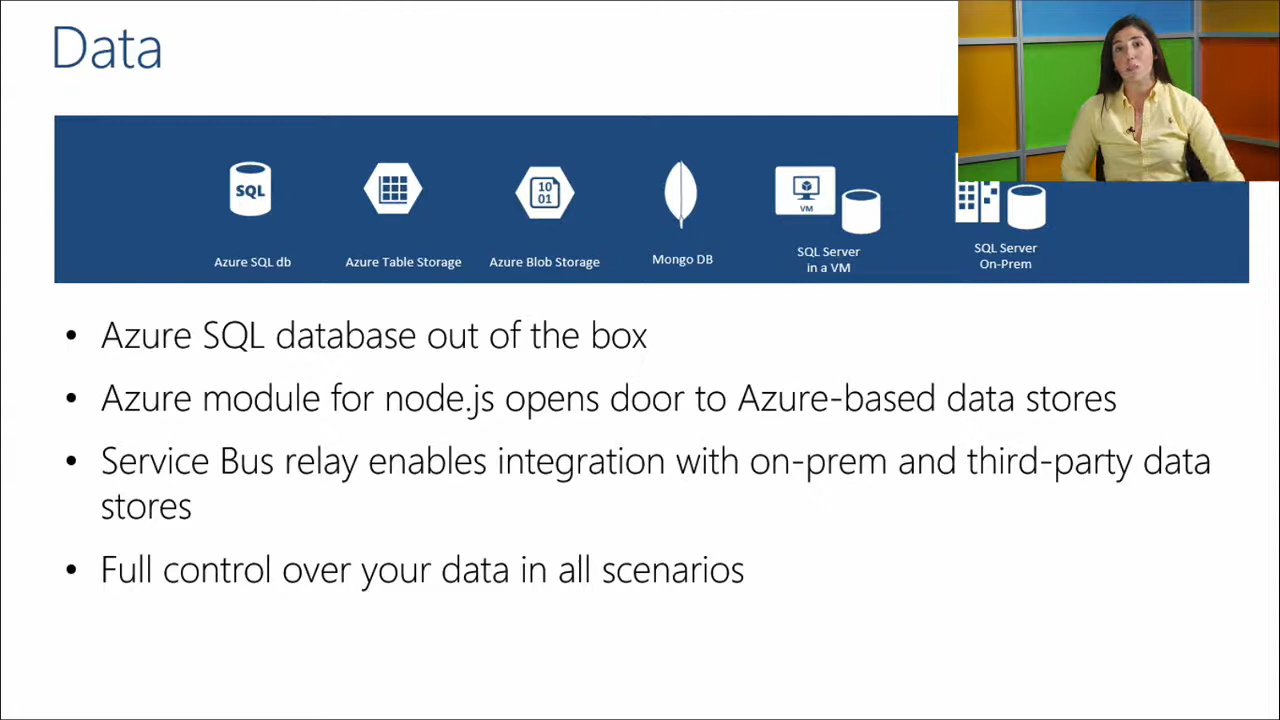 Data
SQL
10
01
VM
Azure SQL db
Azure Table Storage
Azure Blob Storage
Mongo DB
SQL Server
in a VM
SQL Server
On-Prem
• Azure SQL database out of the box
• Azure module for node.js opens door to Azure-based data stores
• Service Bus relay enables integration with on-prem and third-party data
stores
• Full control over your data in all scenarios